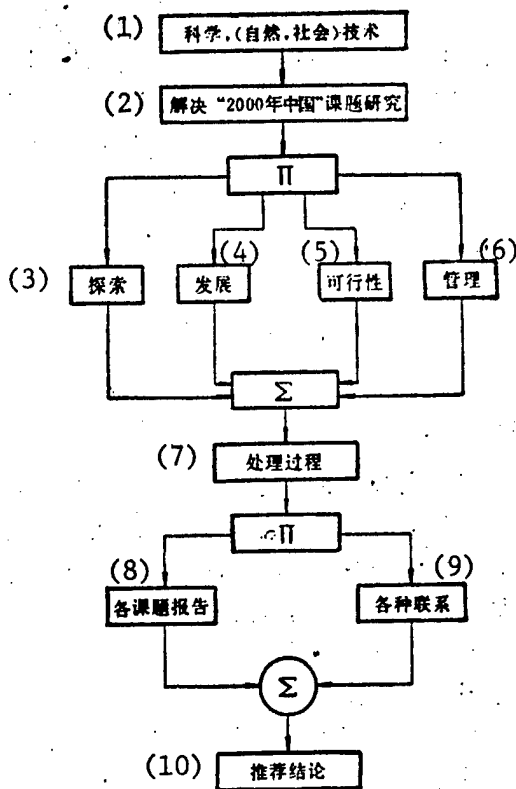 (1) 科学,(自然.社会)技术
(2) 解决“2000年中国”课题研究
Π
(3) 探索 (4) 发展 (5) 可行性 (6) 管理
Σ
(7) 处理过程
Π
(8) 各课题报告 (9) 各种联系
Σ
(10) 推荐结论